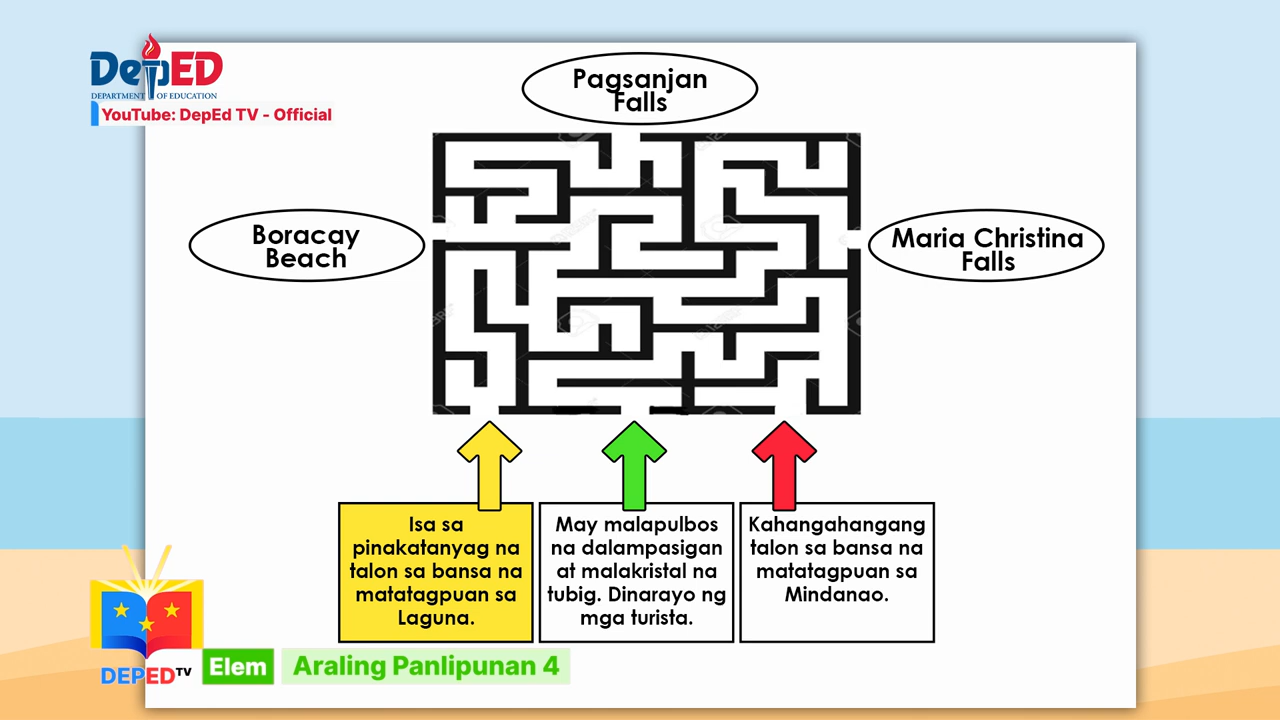 DepED
DEPARTMENT OF EDUCATION
YouTube: DepEd TV - Official
Pagsanjan
Falls
Boracay
Beach
Maria Christina
Falls
Isa sa
pinakatanyag na
talon sa bansa na
matatagpuan sa
Laguna.
May malapulbos
na dalampasigan
at malakristal na
tubig. Dinarayo ng
mga turista.
Kahangahangang
talon sa bansa na
matatagpuan sa
Mindanao.
DEPED TV
Elem
Araling Panlipunan 4